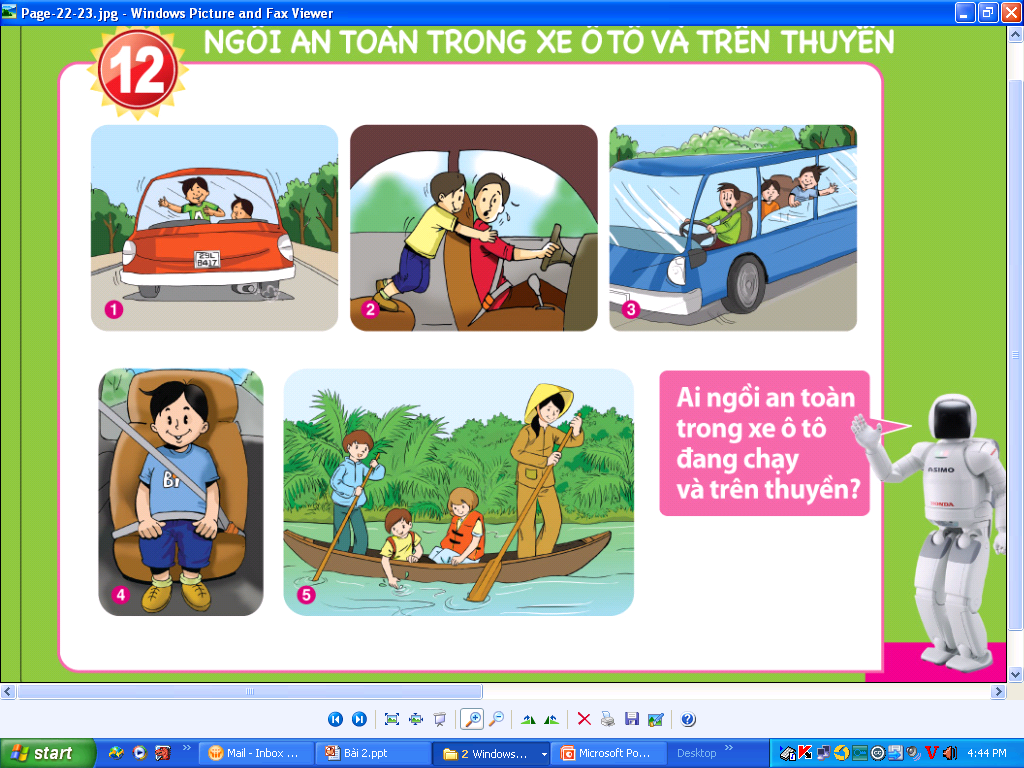 Page-22-23.jpg - Windows Picture and Fax Viewer
12
NGỒI AN TOÀN TRONG XE Ô TÔ VÀ TRÊN THUYỀN
29L
8417
1
2
3
Ai ngồi an toàn
trong xe ô tô
đang chạy
và trên thuyền?
ASIMO
HONDA
4
5
start
Mail - Inbox ...
Bài 2.ppt
2 Windows...
Microsoft Po...
Desktop
4:44 PM